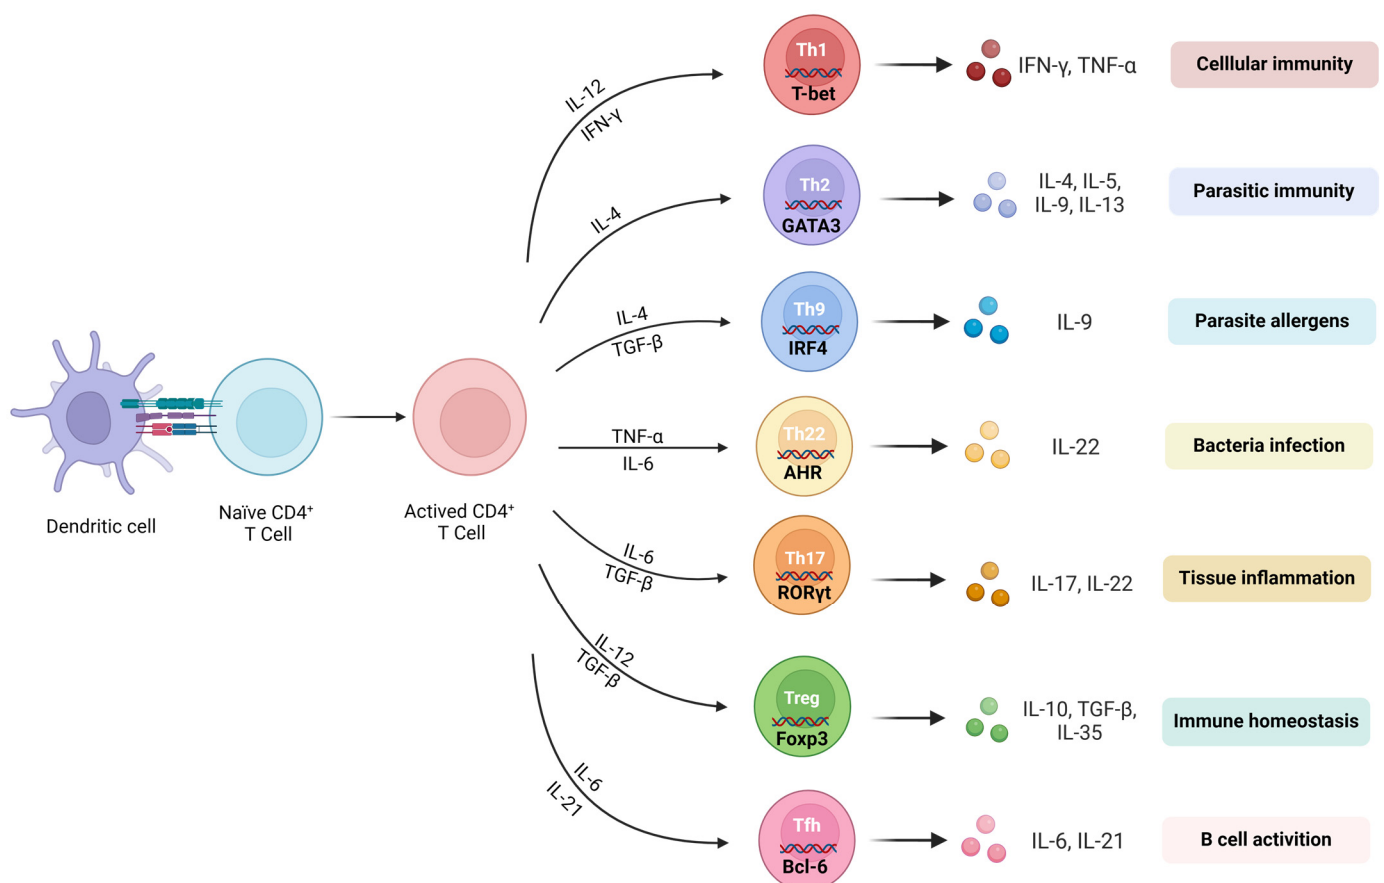 IL-12
IFN-γ
Th1
T-bet
IFN-γ, TNF-α
Celllular immunity
IL-4
Th2
GATA3
IL-4, IL-5,
IL-9, IL-13
Parasitic immunity
IL-4
TGF-β
Th9
IRF4
IL-9
Parasite allergens
TNF-α
IL-6
Th22
AHR
IL-22
Bacteria infection
Dendritic cell
Naïve CD4⁺
T Cell
Actived CD4⁺
T Cell
IL-6
TGF-β
Th17
RORγt
IL-17, IL-22
Tissue inflammation
IL-12
TGF-β
Treg
Foxp3
IL-10, TGF-β,
IL-35
Immune homeostasis
IL-6
IL-21
Tfh
Bcl-6
IL-6, IL-21
B cell activition